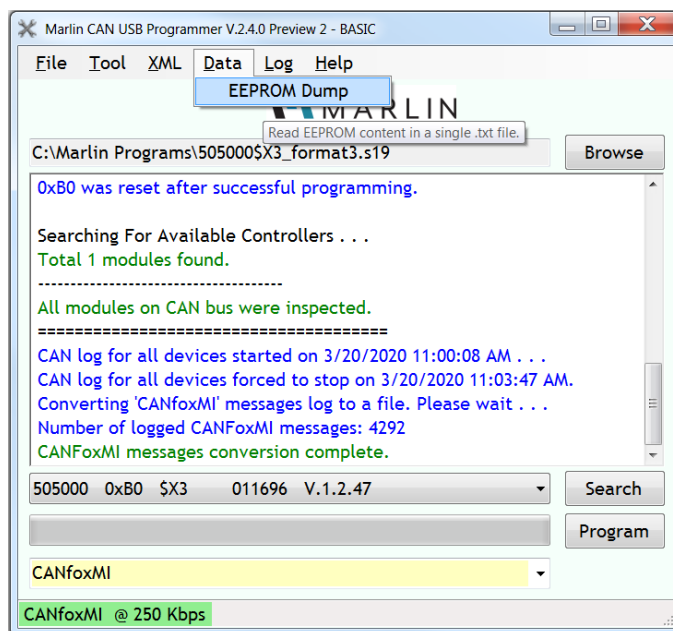 Marlin CAN USB Programmer V.2.4.0 Preview 2 - BASIC
File Tool XML Data Log Help
EEPROM Dump
MARLIN
Read EEPROM content in a single .txt file.
C:\Marlin Programs\505000$X3_format3.s19
Browse
0xB0 was reset after successful programming.
Searching For Available Controllers . . .
Total 1 modules found.
------------------------------------
All modules on CAN bus were inspected.
======================================
CAN log for all devices started on 3/20/2020 11:00:08 AM . . .
CAN log for all devices forced to stop on 3/20/2020 11:03:47 AM.
Converting 'CANfoxMI' messages log to a file. Please wait . . .
Number of logged CANFoxMI messages: 4292
CANFoxMI messages conversion complete.
505000 0xB0 $X3 011696 V.1.2.47
Search
Program
CANfoxMI
CANfoxMI @ 250 Kbps